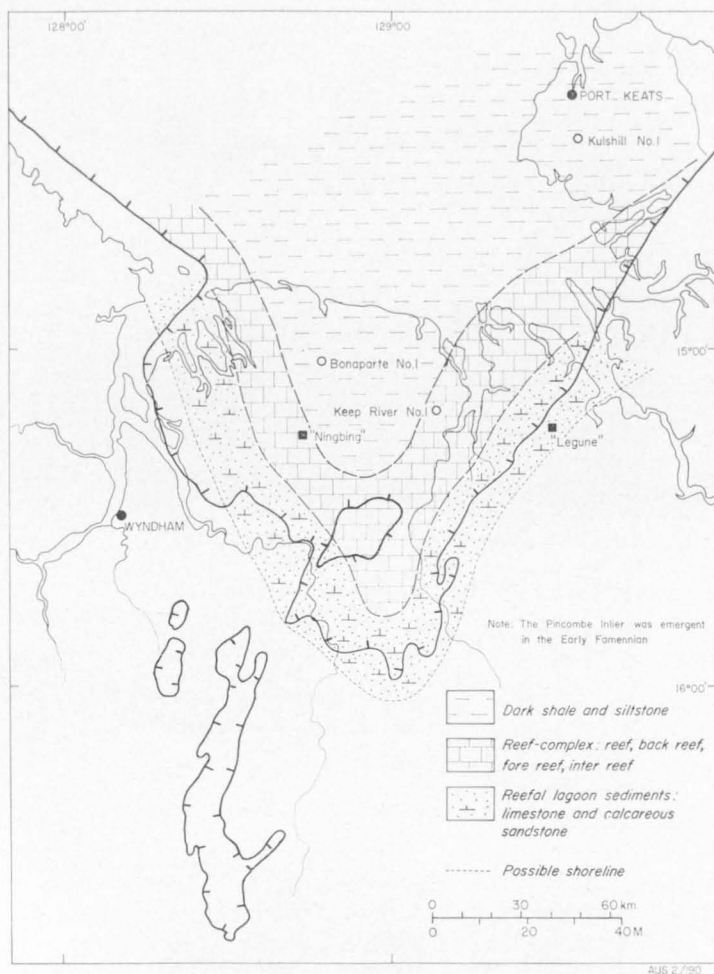 128°00'
129°00'
PORT KEATS
Kulshill No.1
15°00'
Bonaparte No.1
Keep River No.1
"Ningbing"
"Legune"
WYNDHAM
Note: The Pincombe Inlier was emergent
in the Early Famennian
16°00'
Dark shale and siltstone
Reef-complex: reef, back reef,
fore reef, inter reef
Reefal lagoon sediments:
limestone and calcareous
sandstone
Possible shoreline
0 30 60 km
0 20 40 M
AUS 2/190